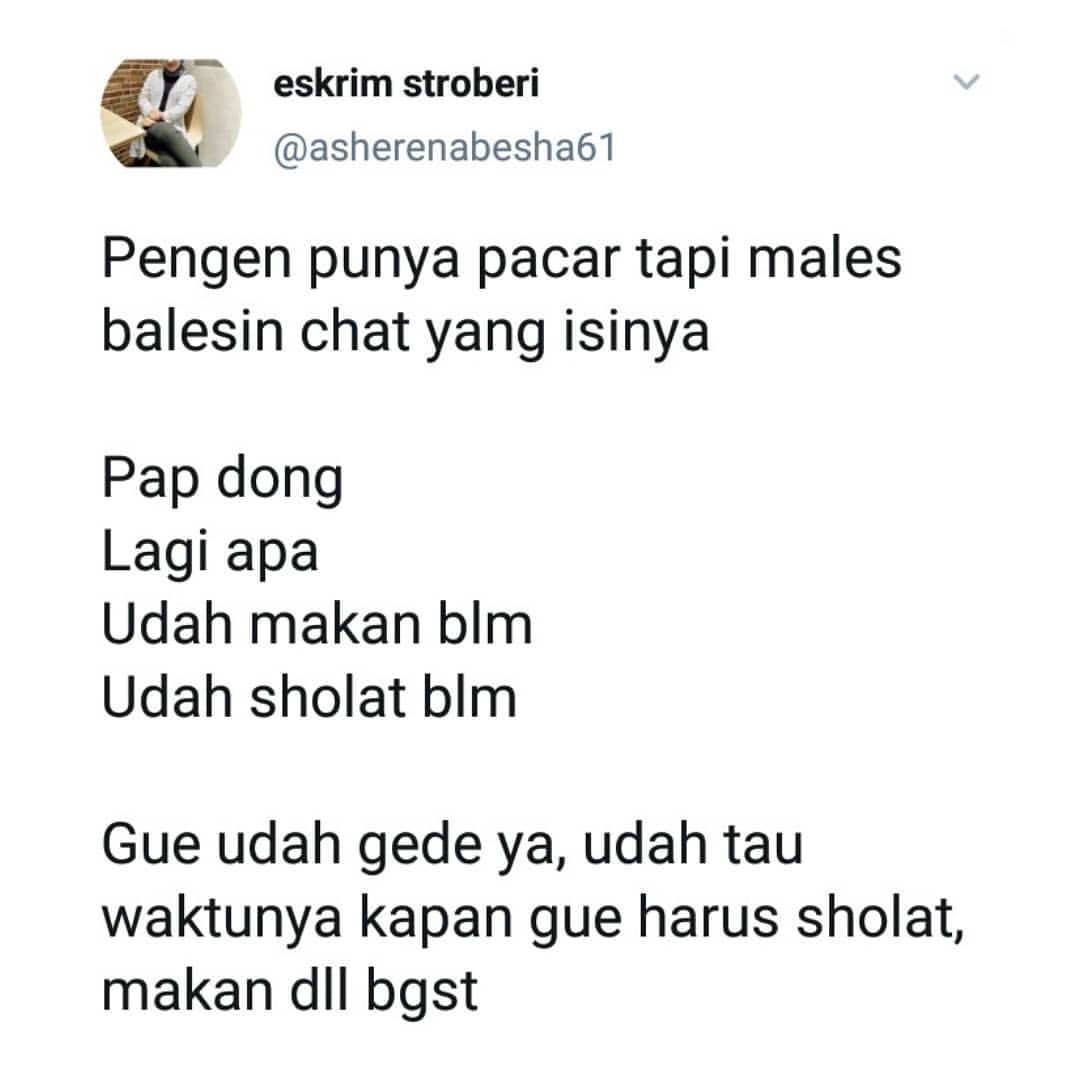 eskrim stroberi
@asherenabesha61
Pengen punya pacar tapi males
balesin chat yang isinya
Pap dong
Lagi apa
Udah makan blm
Udah sholat blm
Gue udah gede ya, udah tau
waktunya kapan gue harus sholat,
makan dll bgst